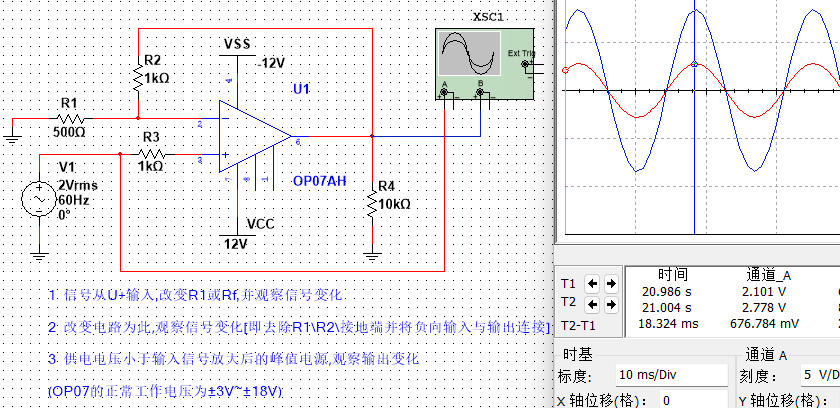 XSC1
Ext Trig
A
B
VSS
-12V
4
R2
1kΩ
U1
R1
500Ω
2
R3
1kΩ
3
6
7
8
1
OP07AH
V1
2Vrms
60Hz
0°
R4
10kΩ
VCC
12V
1 信号从U+输入,改变R1或Rf,并观察信号变化
2 改变电路为此,观察信号变化[即去除R1\R2\接地端并将负向输入与输出连接]
3 供电电压小于输入信号放大后的峰值电源,观察输出变化
(OP07的正常工作电压为±3V~±18V)
时间 通道_A
T1 20.986 s 2.101 V
T2 21.004 s 2.778 V
T2-T1 18.324 ms 676.784 mV
时基 通道 A
标度: 10 ms/Div 刻度: 5 V/D
X 轴位移(格): 0 Y 轴位移(格):